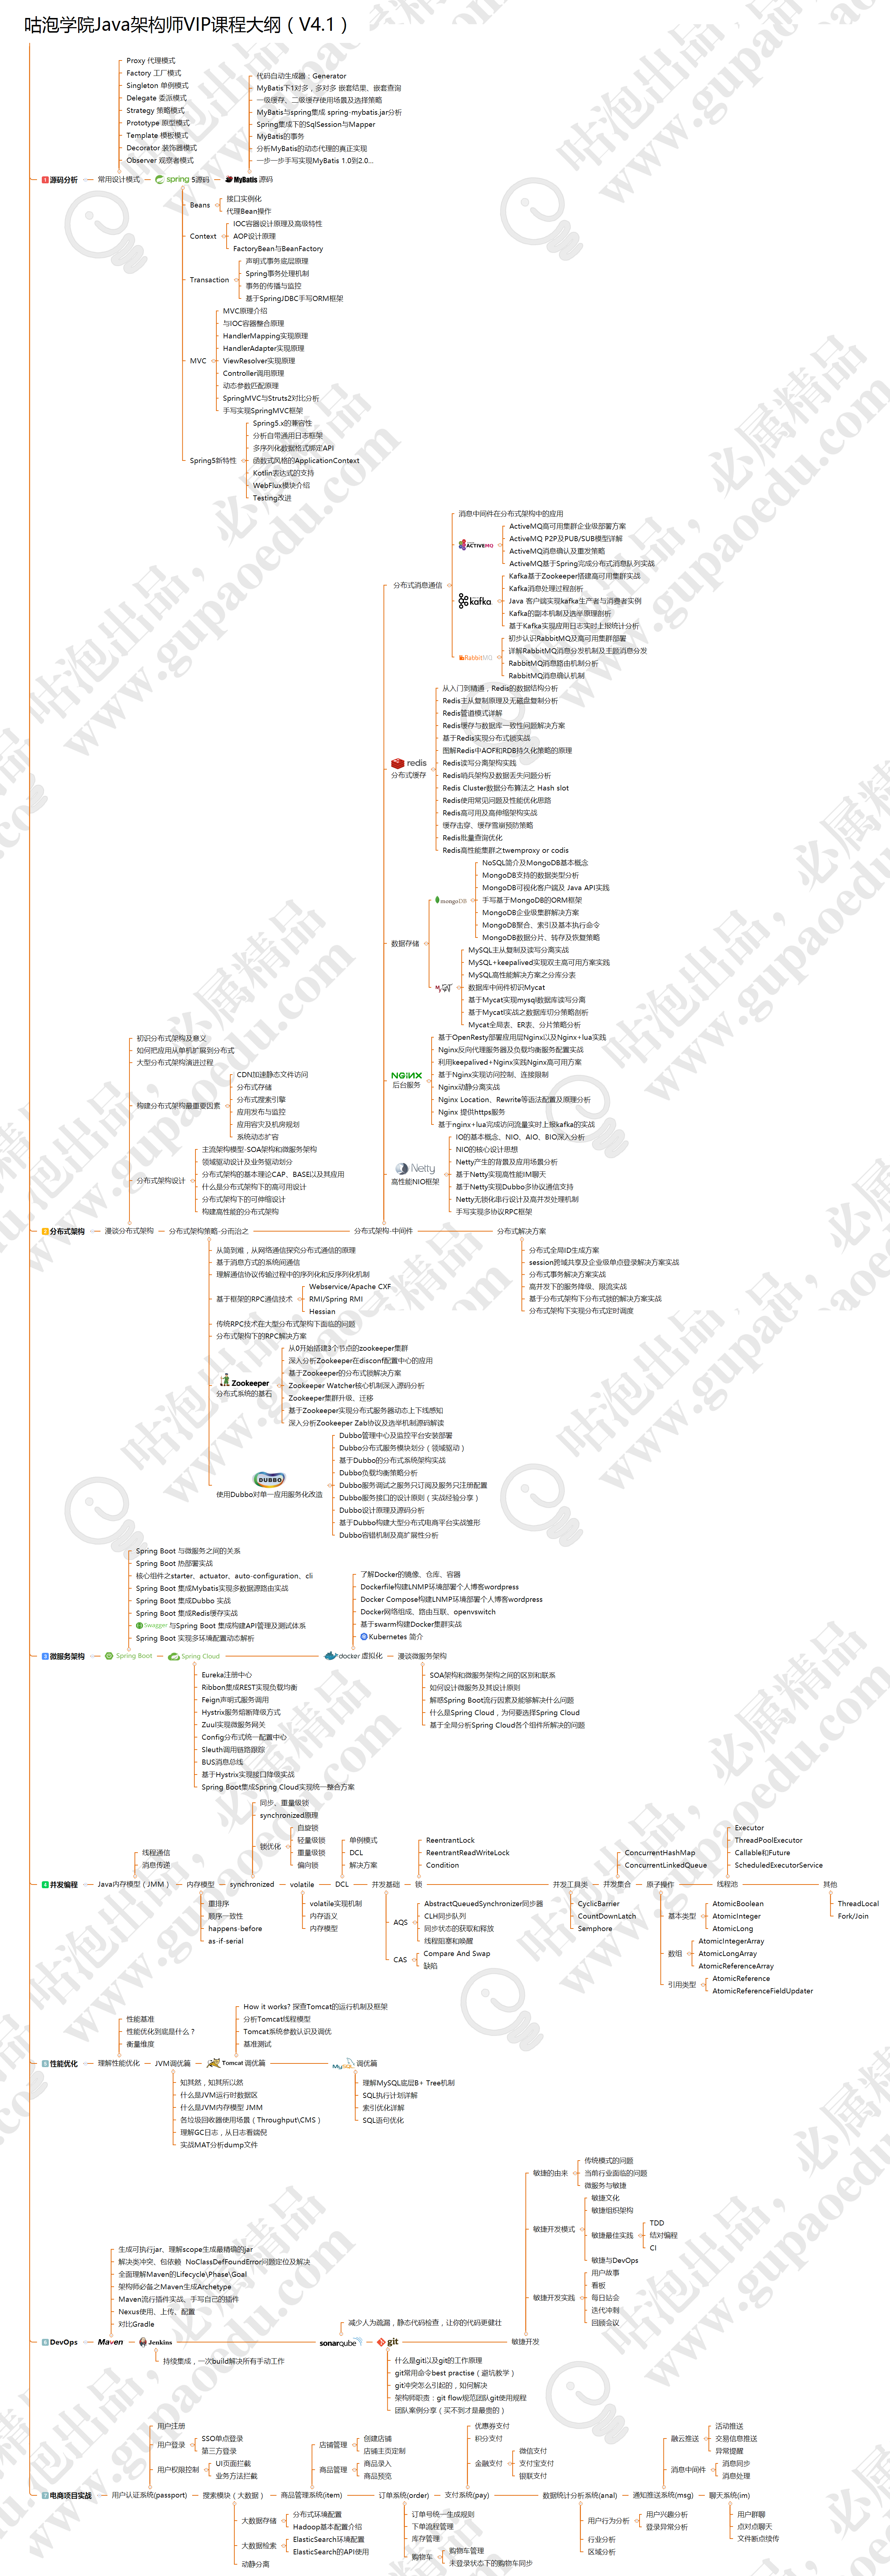 咕泡学院Java架构师VIP课程大纲（V4.1）
Proxy 代理模式
Factory 工厂模式
Singleton 单例模式
Delegate 委派模式
Strategy 策略模式
Prototype 原型模式
Template 模板模式
Decorator 装饰器模式
Observer 观察者模式
代码自动生成器：Generator
MyBatis下1对多，多对多 嵌套结果、嵌套查询
一级缓存、二级缓存使用场景及选择策略
MyBatis与spring集成 spring-mybatis.jar分析
Spring集成下的SqlSession与Mapper
MyBatis的事务
分析MyBatis的动态代理的真正实现
一步一步手写实现MyBatis 1.0到2.0...
1 源码分析
常用设计模式
spring 5源码
MyBatis 源码
Beans
接口实例化
代理Bean操作
Context
IOC容器设计原理及高级特性
AOP设计原理
FactoryBean与BeanFactory
Transaction
声明式事务底层原理
Spring事务处理机制
事务的传播与监控
基于SpringJDBC手写ORM框架
MVC
MVC原理介绍
与IOC容器整合原理
HandlerMapping实现原理
HandlerAdapter实现原理
ViewResolver实现原理
Controller调用原理
动态参数匹配原理
SpringMVC与Struts2对比分析
手写实现SpringMVC框架
Spring5新特性
Spring5.x的兼容性
分析自带通用日志框架
多序列化数据格式绑定API
函数式风格的ApplicationContext
Kotlin表达式的支持
WebFlux模块介绍
Testing改进
分布式消息通信
消息中间件在分布式架构中的应用
ACTIVEMQ
ActiveMQ高可用集群企业级部署方案
ActiveMQ P2P及PUB/SUB模型详解
ActiveMQ消息确认及重发策略
ActiveMQ基于Spring完成分布式消息队列实战
kafka
Kafka基于Zookeeper搭建高可用集群实战
Kafka消息处理过程剖析
Java 客户端实现kafka生产者与消费者实例
Kafka的副本机制及选举原理剖析
基于Kafka实现应用日志实时上报统计分析
RabbitMQ
初步认识RabbitMQ及高可用集群部署
详解RabbitMQ消息分发机制及主题消息分发
RabbitMQ消息路由机制分析
RabbitMQ消息确认机制
redis
分布式缓存
从入门到精通，Redis的数据结构分析
Redis主从复制原理及无磁盘复制分析
Redis管道模式详解
Redis缓存与数据库一致性问题解决方案
基于Redis实现分布式锁实战
图解Redis中AOF和RDB持久化策略的原理
Redis读写分离架构实践
Redis哨兵架构及数据丢失问题分析
Redis Cluster数据分布算法之 Hash slot
Redis使用常见问题及性能优化思路
Redis高可用及高伸缩架构实战
缓存击穿、缓存雪崩预防策略
Redis批量查询优化
Redis高性能集群之twemproxy or codis
数据存储
mongoDB
NoSQL简介及MongoDB基本概念
MongoDB支持的数据类型分析
MongoDB可视化客户端及 Java API实践
手写基于MongoDB的ORM框架
MongoDB企业级集群解决方案
MongoDB聚合、索引及基本执行命令
MongoDB数据分片、转存及恢复策略
MySQL主从复制及读写分离实战
MySQL+keepalived实现双主高可用方案实践
MySQL高性能解决方案之分库分表
数据库中间件初识Mycat
基于Mycat实现mysql数据库读写分离
基于Mycatl实战之数据库切分策略剖析
Mycat全局表、ER表、分片策略分析
NGINX
后台服务
基于OpenResty部署应用层Nginx以及Nginx+lua实践
Nginx反向代理服务器及负载均衡服务配置实战
利用keepalived+Nginx实践Nginx高可用方案
基于Nginx实现访问控制、连接限制
Nginx动静分离实战
Nginx Location、Rewrite等语法配置及原理分析
Nginx 提供https服务
基于nginx+lua完成访问流量实时上报kafka的实战
Netty
高性能NIO框架
IO的基本概念、NIO、AIO、BIO深入分析
NIO的核心设计思想
Netty产生的背景及应用场景分析
基于Netty实现高性能IM聊天
基于Netty实现Dubbo多协议通信支持
Netty无锁化串行设计及高并发处理机制
手写实现多协议RPC框架
初识分布式架构及意义
如何把应用从单机扩展到分布式
大型分布式架构演进过程
构建分布式架构最重要因素
CDN加速静态文件访问
分布式存储
分布式搜索引擎
应用发布与监控
应用容灾及机房规划
系统动态扩容
分布式架构设计
主流架构模型-SOA架构和微服务架构
领域驱动设计及业务驱动划分
分布式架构的基本理论CAP、BASE以及其应用
什么是分布式架构下的高可用设计
分布式架构下的可伸缩设计
构建高性能的分布式架构
2 分布式架构
漫谈分布式架构
分布式架构策略-分而治之
分布式架构-中间件
分布式解决方案
从简到难，从网络通信探究分布式通信的原理
基于消息方式的系统间通信
理解通信协议传输过程中的序列化和反序列化机制
基于框架的RPC通信技术
Webservice/Apache CXF
RMI/Spring RMI
Hessian
传统RPC技术在大型分布式架构下面临的问题
分布式架构下的RPC解决方案
Zookeeper
分布式系统的基石
从0开始搭建3个节点的zookeeper集群
深入分析Zookeeper在disconf配置中心的应用
基于Zookeeper的分布式锁解决方案
Zookeeper Watcher核心机制深入源码分析
Zookeeper集群升级、迁移
基于Zookeeper实现分布式服务器动态上下线感知
深入分析Zookeeper Zab协议及选举机制源码解读
DUBBO
使用Dubbo对单一应用服务化改造
Dubbo管理中心及监控平台安装部署
Dubbo分布式服务模块划分（领域驱动）
基于Dubbo的分布式系统架构实战
Dubbo负载均衡策略分析
Dubbo服务调试之服务只订阅及服务只注册配置
Dubbo服务接口的设计原则（实战经验分享）
Dubbo设计原理及源码分析
基于Dubbo构建大型分布式电商平台实战雏形
Dubbo容错机制及高扩展性分析
分布式全局ID生成方案
session跨域共享及企业级单点登录解决方案实战
分布式事务解决方案实战
高并发下的服务降级、限流实战
基于分布式架构下分布式锁的解决方案实战
分布式架构下实现分布式定时调度
Spring Boot 与微服务之间的关系
Spring Boot 热部署实战
核心组件之starter、actuator、auto-configuration、cli
Spring Boot 集成Mybatis实现多数据源路由实战
Spring Boot 集成Dubbo 实战
Spring Boot 集成Redis缓存实战
Swagger 与Spring Boot 集成构建API管理及测试体系
Spring Boot 实现多环境配置动态解析
了解Docker的镜像、仓库、容器
Dockerfile构建LNMP环境部署个人博客wordpress
Docker Compose构建LNMP环境部署个人博客wordpress
Docker网络组成、路由互联、openvswitch
基于swarm构建Docker集群实战
Kubernetes 简介
3 微服务架构
Spring Boot
Spring Cloud
docker 虚拟化
漫谈微服务架构
Eureka注册中心
Ribbon集成REST实现负载均衡
Feign声明式服务调用
Hystrix服务熔断降级方式
Zuul实现微服务网关
Config分布式统一配置中心
Sleuth调用链路跟踪
BUS消息总线
基于Hystrix实现接口降级实战
Spring Boot集成Spring Cloud实现统一整合方案
SOA架构和微服务架构之间的区别和联系
如何设计微服务及其设计原则
解惑Spring Boot流行因素及能够解决什么问题
什么是Spring Cloud，为何要选择Spring Cloud
基于全局分析Spring Cloud各个组件所解决的问题
线程通信
消息传递
同步、重量级锁
synchronized原理
锁优化
自旋锁
轻量级锁
重量级锁
偏向锁
单例模式
DCL
解决方案
ReentrantLock
ReentrantReadWriteLock
Condition
ConcurrentHashMap
ConcurrentLinkedQueue
Executor
ThreadPoolExecutor
Callable和Future
ScheduledExecutorService
4 并发编程
Java内存模型（JMM）
内存模型
synchronized
volatile
DCL
并发基础
锁
并发工具类
并发集合
原子操作
线程池
其他
重排序
顺序一致性
happens-before
as-if-serial
volatile实现机制
内存语义
内存模型
AQS
AbstractQueuedSynchronizer同步器
CLH同步队列
同步状态的获取和释放
线程阻塞和唤醒
CAS
Compare And Swap
缺陷
CyclicBarrier
CountDownLatch
Semphore
基本类型
AtomicBoolean
AtomicInteger
AtomicLong
数组
AtomicIntegerArray
AtomicLongArray
AtomicReferenceArray
引用类型
AtomicReference
AtomicReferenceFieldUpdater
ThreadLocal
Fork/Join
性能基准
性能优化到底是什么？
衡量维度
How it works? 探查Tomcat的运行机制及框架
分析Tomcat线程模型
Tomcat系统参数认识及调优
基准测试
5 性能优化
理解性能优化
JVM调优篇
Tomcat 调优篇
MySQL 调优篇
知其然，知其所以然
什么是JVM运行时数据区
什么是JVM内存模型 JMM
各垃圾回收器使用场景（Throughput\CMS）
理解GC日志，从日志看端倪
实战MAT分析dump文件
理解MySQL底层B+ Tree机制
SQL执行计划详解
索引优化详解
SQL语句优化
敏捷的由来
传统模式的问题
当前行业面临的问题
微服务与敏捷
敏捷开发模式
敏捷文化
敏捷组织架构
敏捷最佳实践
TDD
结对编程
CI
敏捷与DevOps
敏捷开发实践
用户故事
看板
每日站会
迭代冲刺
回顾会议
生成可执行jar、理解scope生成最精确的jar
解决类冲突、包依赖 NoClassDefFoundError问题定位及解决
全面理解Maven的Lifecycle\Phase\Goal
架构师必备之Maven生成Archetype
Maven流行插件实战、手写自己的插件
Nexus使用、上传、配置
对比Gradle
减少人为疏漏，静态代码检查，让你的代码更健壮
6 DevOps
Maven
Jenkins
sonarqube
git
敏捷开发
持续集成，一次build解决所有手动工作
什么是git以及git的工作原理
git常用命令best practise（避坑教学）
git冲突怎么引起的，如何解决
架构师职责：git flow规范团队git使用规程
团队案例分享（买不到才是最贵的）
用户注册
用户登录
SSO单点登录
第三方登录
用户权限控制
UI页面拦截
业务方法拦截
店铺管理
创建店铺
店铺主页定制
商品管理
商品录入
商品预览
优惠券支付
积分支付
金融支付
微信支付
支付宝支付
银联支付
融云推送
活动推送
交易信息推送
异常提醒
消息中间件
消息同步
消息处理
7 电商项目实战
用户认证系统(passport)
搜索模块（大数据）
商品管理系统(item)
订单系统(order)
支付系统(pay)
数据统计分析系统(anal)
通知推送系统(msg)
聊天系统(im)
大数据存储
分布式环境配置
Hadoop基本配置介绍
大数据检索
ElasticSearch环境配置
ElasticSearch的API使用
动静分离
订单号统一生成规则
下单流程管理
库存管理
购物车
购物车管理
未登录状态下的购物车同步
用户行为分析
用户兴趣分析
登录异常分析
行业分析
区域分析
用户群聊
点对点聊天
文件断点续传
咕泡出品，必属精品
www.gupaoedu.com